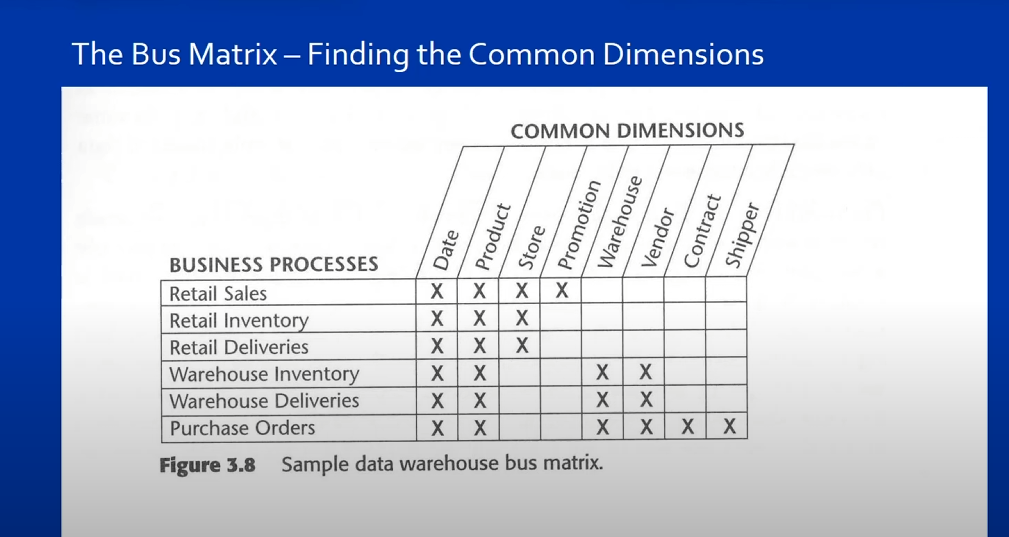 The Bus Matrix – Finding the Common Dimensions
COMMON DIMENSIONS
BUSINESS PROCESSES Date Product Store Promotion Warehouse Vendor Contract Shipper
Retail Sales X X X X
Retail Inventory X X X
Retail Deliveries X X X
Warehouse Inventory X X X X
Warehouse Deliveries X X X X
Purchase Orders X X X X X X
Figure 3.8 Sample data warehouse bus matrix.